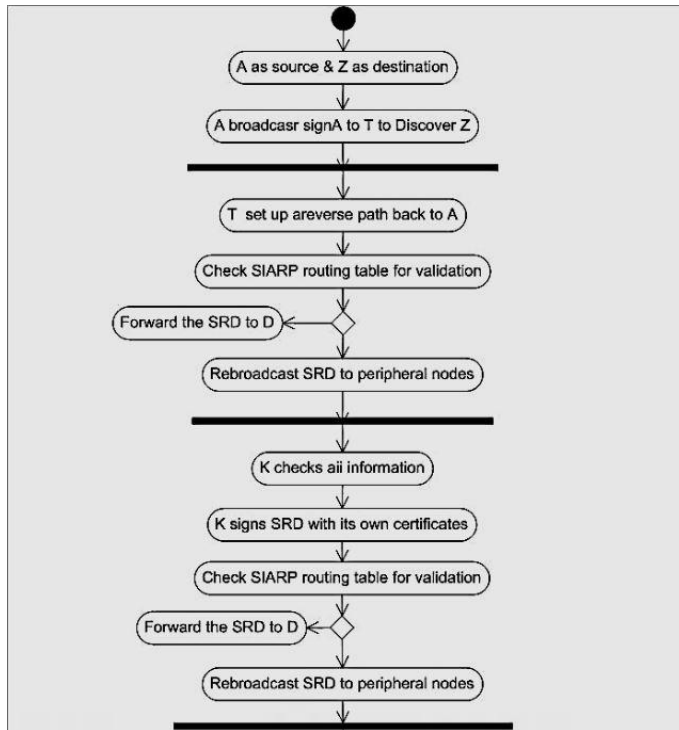 A as source & Z as destination
A broadcasr signA to T to Discover Z
T set up areverse path back to A
Check SIARP routing table for validation
Forward the SRD to D
Rebroadcast SRD to peripheral nodes
K checks aii information
K signs SRD with its own certificates
Check SIARP routing table for validation
Forward the SRD to D
Rebroadcast SRD to peripheral nodes